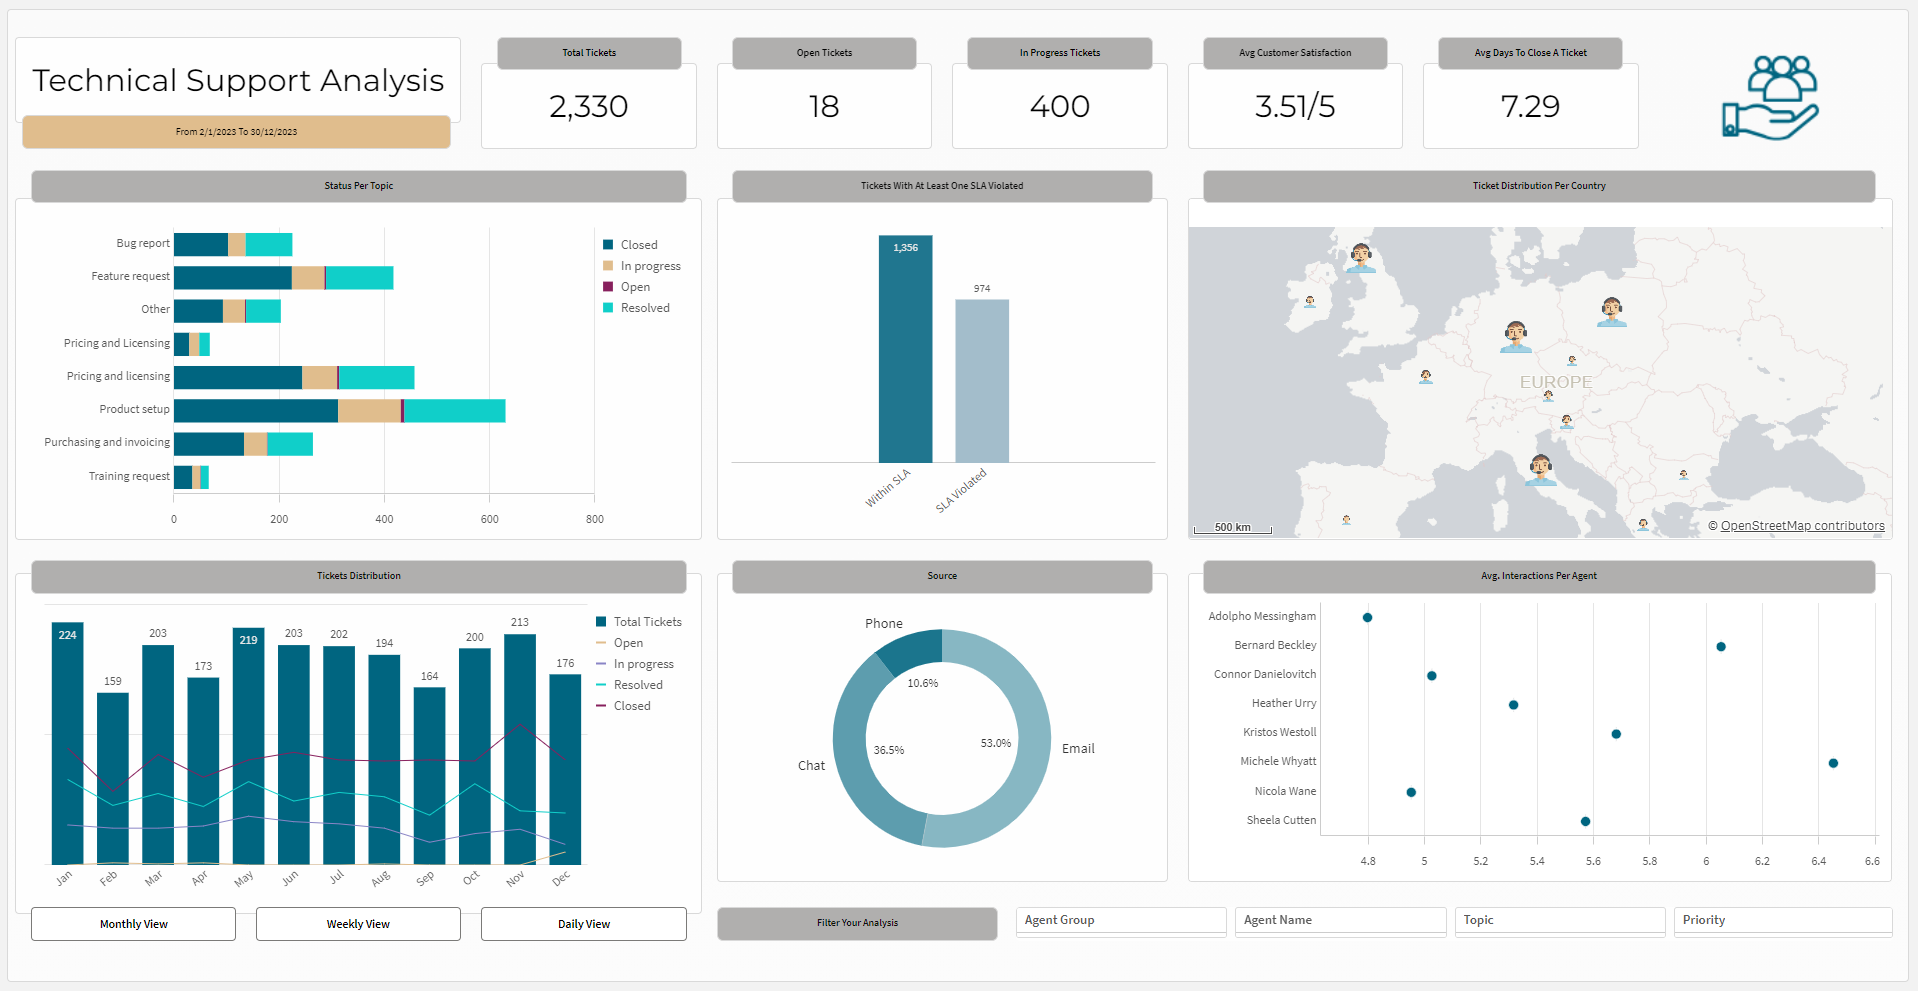 Technical Support Analysis
From 2/1/2023 To 30/12/2023
Total Tickets
2,330
Open Tickets
18
In Progress Tickets
400
Avg Customer Satisfaction
3.51/5
Avg Days To Close A Ticket
7.29
Status Per Topic
Bug report
Feature request
Other
Pricing and Licensing
Pricing and licensing
Product setup
Purchasing and invoicing
Training request
0 200 400 600 800
Closed
In progress
Open
Resolved
Tickets With At Least One SLA Violated
1,356
974
Within SLA
SLA Violated
Ticket Distribution Per Country
EUROPE
500 km
© OpenStreetMap contributors
Tickets Distribution
224 159 203 173 219 203 202 194 164 200 213 176
Jan Feb Mar Apr May Jun Jul Aug Sep Oct Nov Dec
Total Tickets
Open
In progress
Resolved
Closed
Monthly View
Weekly View
Daily View
Source
Phone
10.6%
36.5%
53.0%
Chat
Email
Avg. Interactions Per Agent
Adolpho Messingham
Bernard Beckley
Connor Danielovitch
Heather Urry
Kristos Westoll
Michele Whyatt
Nicola Wane
Sheela Cutten
4.8 5 5.2 5.4 5.6 5.8 6 6.2 6.4 6.6
Filter Your Analysis
Agent Group
Agent Name
Topic
Priority